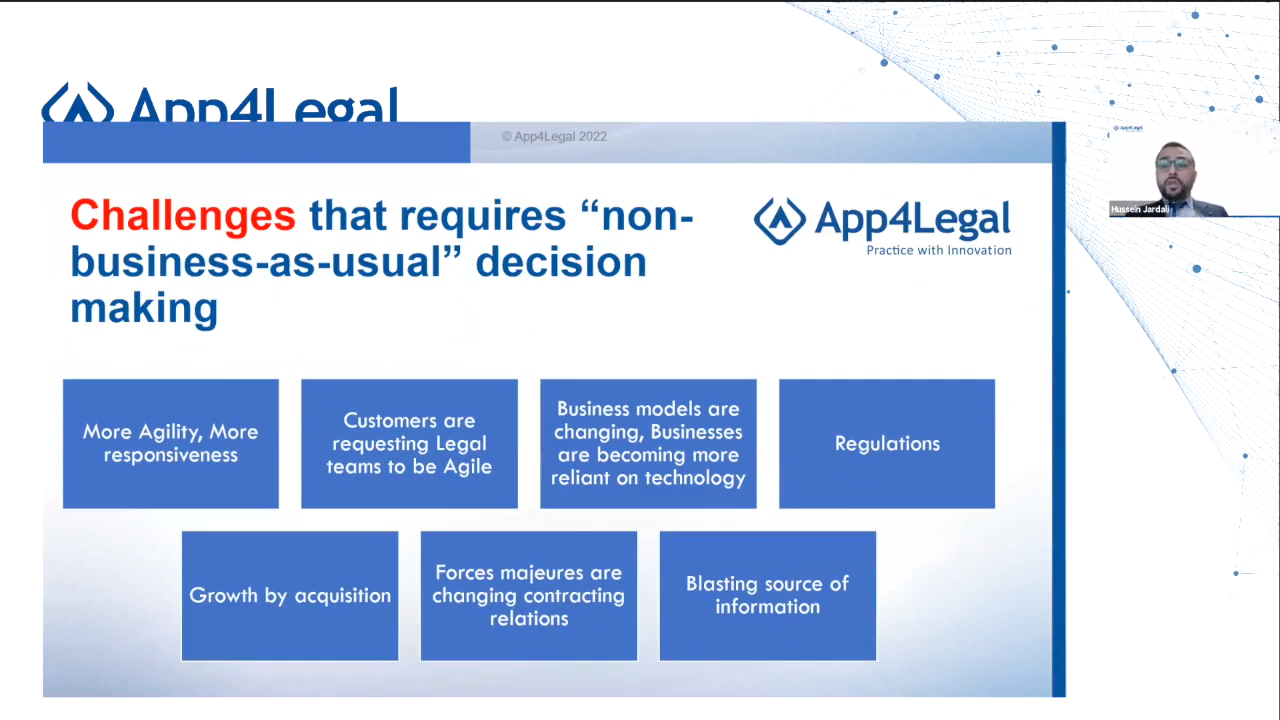 App4Legal
© App4Legal 2022
Challenges that requires “non-
business-as-usual” decision
making
App4Legal
Practice with Innovation
App4Legal
Hussein Jardali
More Agility, More
responsiveness
Customers are
requesting Legal
teams to be Agile
Business models are
changing, Businesses
are becoming more
reliant on technology
Regulations
Growth by acquisition
Forces majeures are
changing contracting
relations
Blasting source of
information